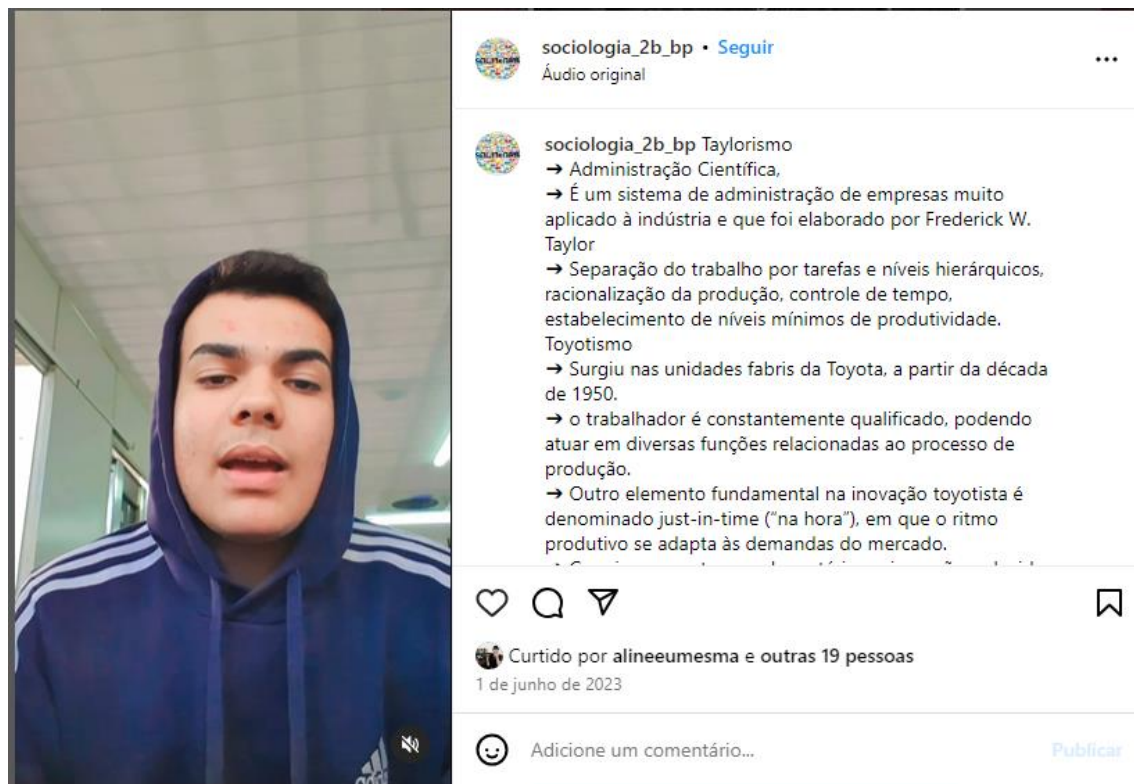 sociologia_2b_bp • Seguir
Áudio original
sociologia_2b_bp Taylorismo
→ Administração Científica,
→ É um sistema de administração de empresas muito
aplicado à indústria e que foi elaborado por Frederick W.
Taylor
→ Separação do trabalho por tarefas e níveis hierárquicos,
racionalização da produção, controle de tempo,
estabelecimento de níveis mínimos de produtividade.
Toyotismo
→ Surgiu nas unidades fabris da Toyota, a partir da década
de 1950.
→ o trabalhador é constantemente qualificado, podendo
atuar em diversas funções relacionadas ao processo de
produção.
→ Outro elemento fundamental na inovação toyotista é
denominado just-in-time (“na hora”), em que o ritmo
produtivo se adapta às demandas do mercado.
Curtido por alineeumesma e outras 19 pessoas
1 de junho de 2023
Adicione um comentário...
Publicar